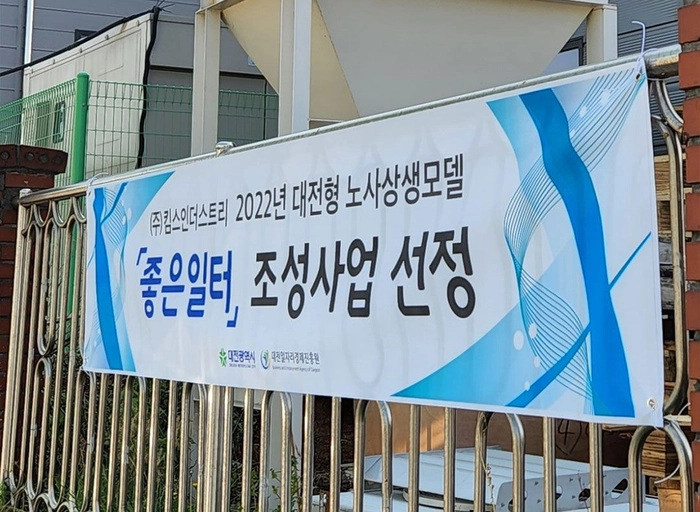 (주)킴스인더스트리 2022년 대전형 노사상생모델
「좋은일터」 조성사업 선정
대전광역시 대전일자리경제진흥원